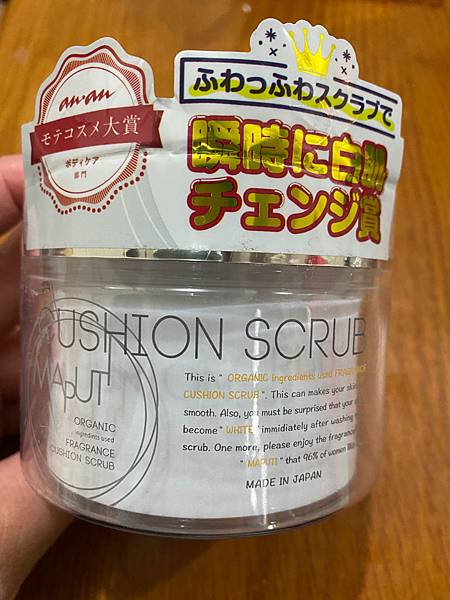 anan
モテコスメ大賞
ボディケア
部門
ふわっふわスクラブで
瞬時に白肌
チェンジ賞
CUSHION SCRUB
MAPUTI
ORGANIC
ingredients used
FRAGRANCE
CUSHION SCRUB
This is " ORGANIC ingredients used FRAGRANCE
CUSHION SCRUB ". This can makes your skin
smooth. Also, you must be surprised that your
become " WHITE " immidiately after washing
scrub. One more, please enjoy the fragrance
" MAPUTI " that 96% of women
MADE IN JAPAN